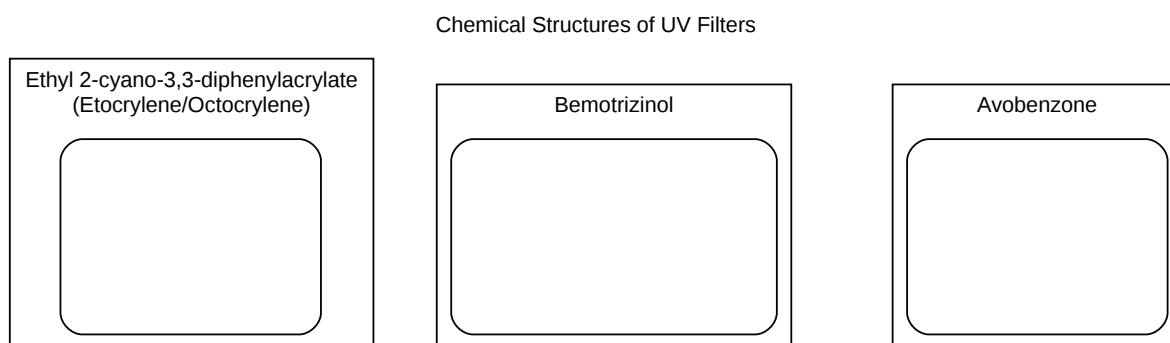 Chemical Structures of UV Filters
Ethyl 2-cyano-3,3-diphenylacrylate
(Etocrylene/Octocrylene)
Bemotrizinol
Avobenzone